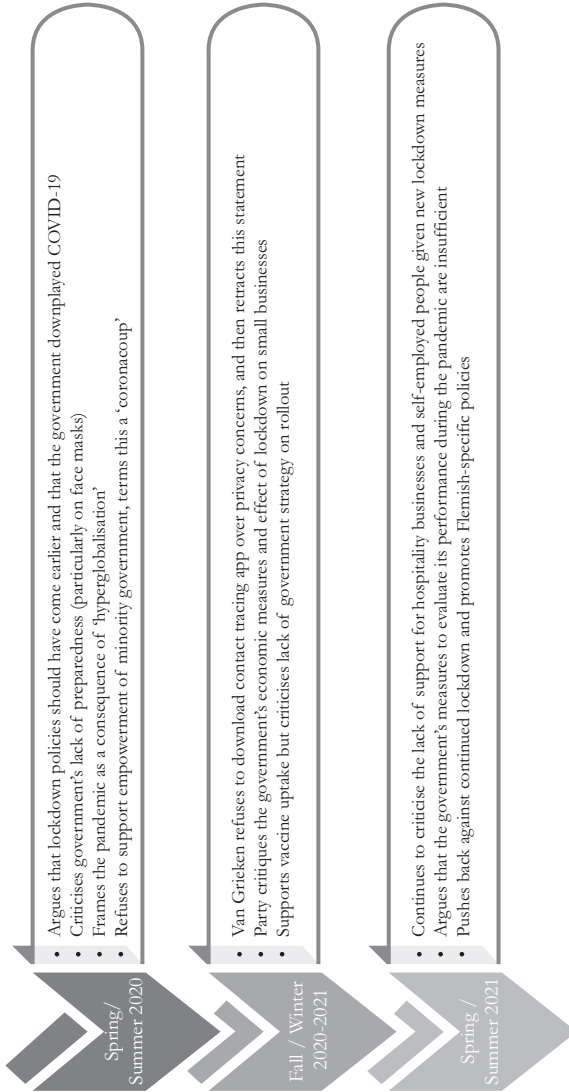 Spring/
Summer 2020
• Argues that lockdown policies should have come earlier and that the government downplayed COVID-19
• Criticises government's lack of preparedness (particularly on face masks)
• Frames the pandemic as a consequence of 'hyperglobalisation'
• Refuses to support empowerment of minority government, terms this a 'coronacoup'
Fall / Winter
2020-2021
• Van Grieken refuses to download contact tracing app over privacy concerns, and then retracts this statement
• Party critiques the government's economic measures and effect of lockdown on small businesses
• Supports vaccine uptake but criticises lack of government strategy on rollout
Spring /
Summer 2021
• Continues to criticise the lack of support for hospitality businesses and self-employed people given new lockdown measures
• Argues that the government's measures to evaluate its performance during the pandemic are insufficient
• Pushes back against continued lockdown and promotes Flemish-specific policies